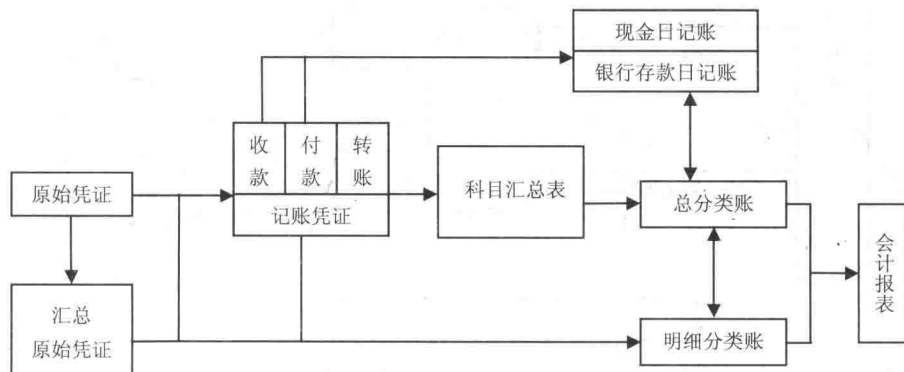 现金日记账
银行存款日记账
收款
付款
转账
记账凭证
原始凭证
科目汇总表
总分类账
会计报表
汇总
原始凭证
明细分类账